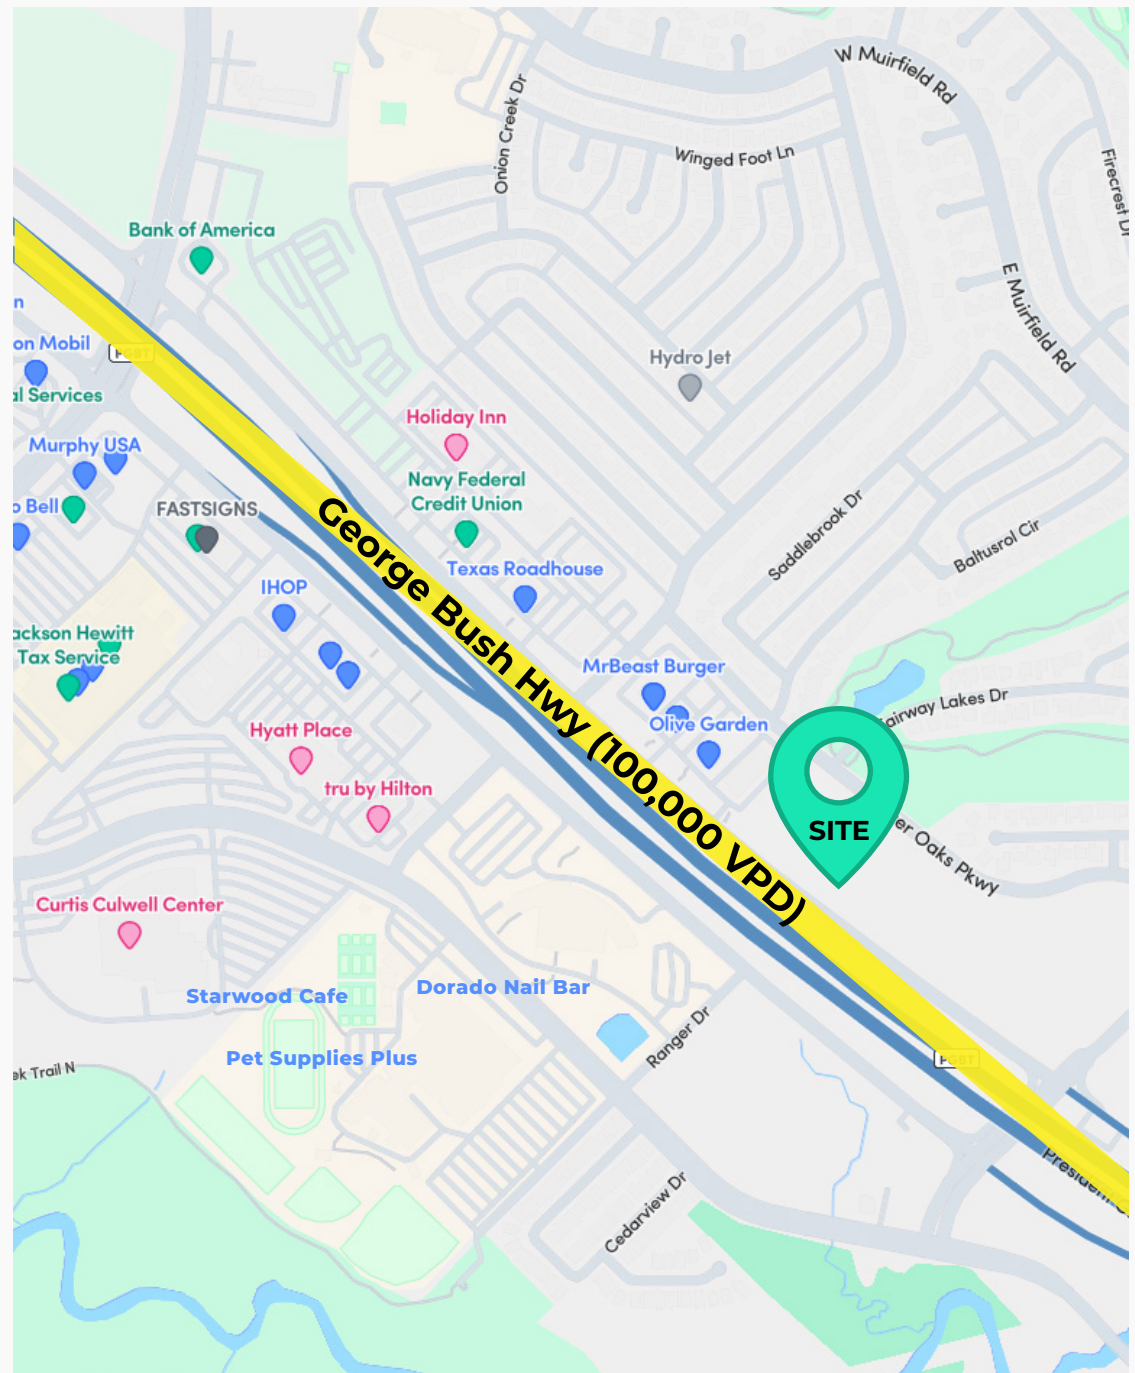 W Muirfield Rd
Onion Creek Dr
Winged Foot Ln
Firecrest Dr
Bank of America
E Muirfield Rd
n
on Mobil
PGBT
Hydro Jet
al Services
Holiday Inn
Murphy USA
Navy Federal
Credit Union
o Bell
FASTSIGNS
Saddlebrook Dr
Baltusrol Cir
George Bush Hwy (100,000 VPD)
Texas Roadhouse
IHOP
ackson Hewitt
Tax Service
MrBeast Burger
airway Lakes Dr
Olive Garden
Hyatt Place
tru by Hilton
SITE
er Oaks Pkwy
Curtis Culwell Center
Dorado Nail Bar
Starwood Cafe
Ranger Dr
Pet Supplies Plus
PGBT
ek Trail N
President
Cedarview Dr